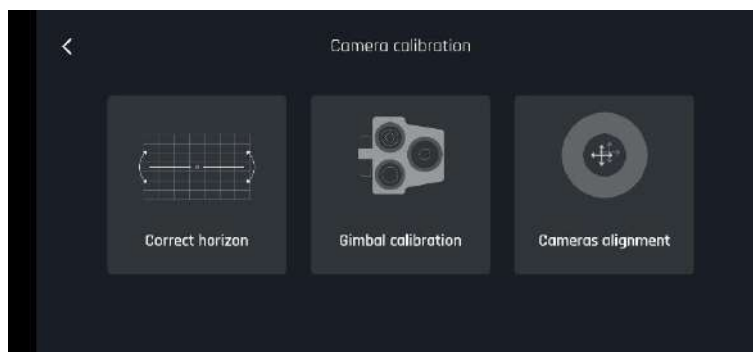 Camera calibration
Correct horizon
Gimbal calibration
Cameras alignment